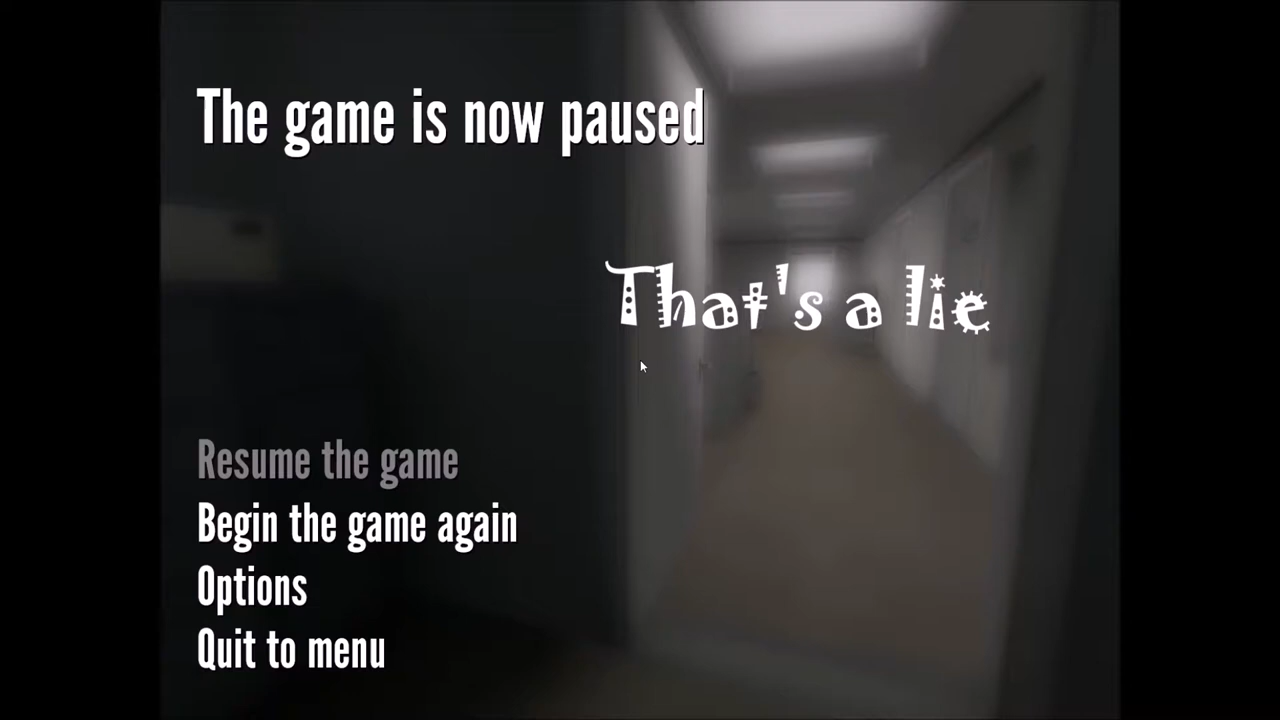 The game is now paused
That's a lie
Resume the game
Begin the game again
Options
Quit to menu